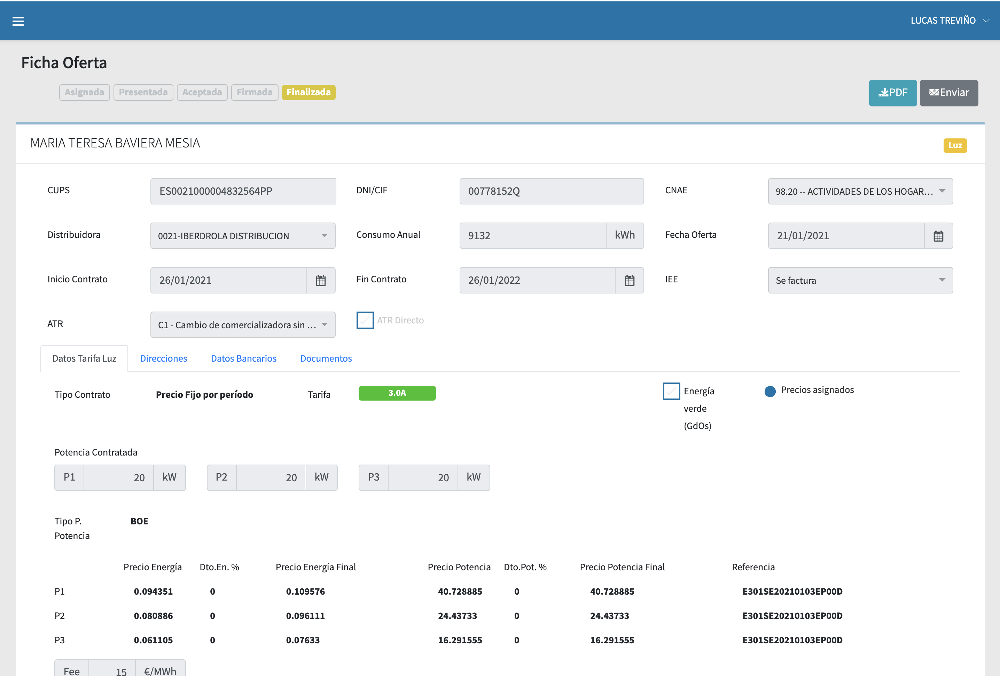 LUCAS TREVIÑO
Ficha Oferta
Asignada Presentada Aceptada Firmada Finalizada
PDF Enviar
MARIA TERESA BAVIERA MESIA
Luz
CUPS ES0021000004832564PP DNI/CIF 00778152Q CNAE 98.20 -- ACTIVIDADES DE LOS HOGAR...
Distribuidora 0021-IBERDROLA DISTRIBUCION Consumo Anual 9132 kWh Fecha Oferta 21/01/2021
Inicio Contrato 26/01/2021 Fin Contrato 26/01/2022 IEE Se factura
ATR C1 - Cambio de comercializadora sin ... ATR Directo
Datos Tarifa Luz Direcciones Datos Bancarios Documentos
Tipo Contrato Precio Fijo por período Tarifa 3.0A Energía Precios asignados
verde
(GdOs)
Potencia Contratada
P1 20 kW P2 20 kW P3 20 kW
Tipo P. BOE
Potencia
Precio Energía Dto.En. % Precio Energía Final Precio Potencia Dto.Pot. % Precio Potencia Final Referencia
P1 0.094351 0 0.109576 40.728885 0 40.728885 E301SE20210103EP00D
P2 0.080886 0 0.096111 24.43733 0 24.43733 E301SE20210103EP00D
P3 0.061105 0 0.07633 16.291555 0 16.291555 E301SE20210103EP00D
Fee 15 €/MWh